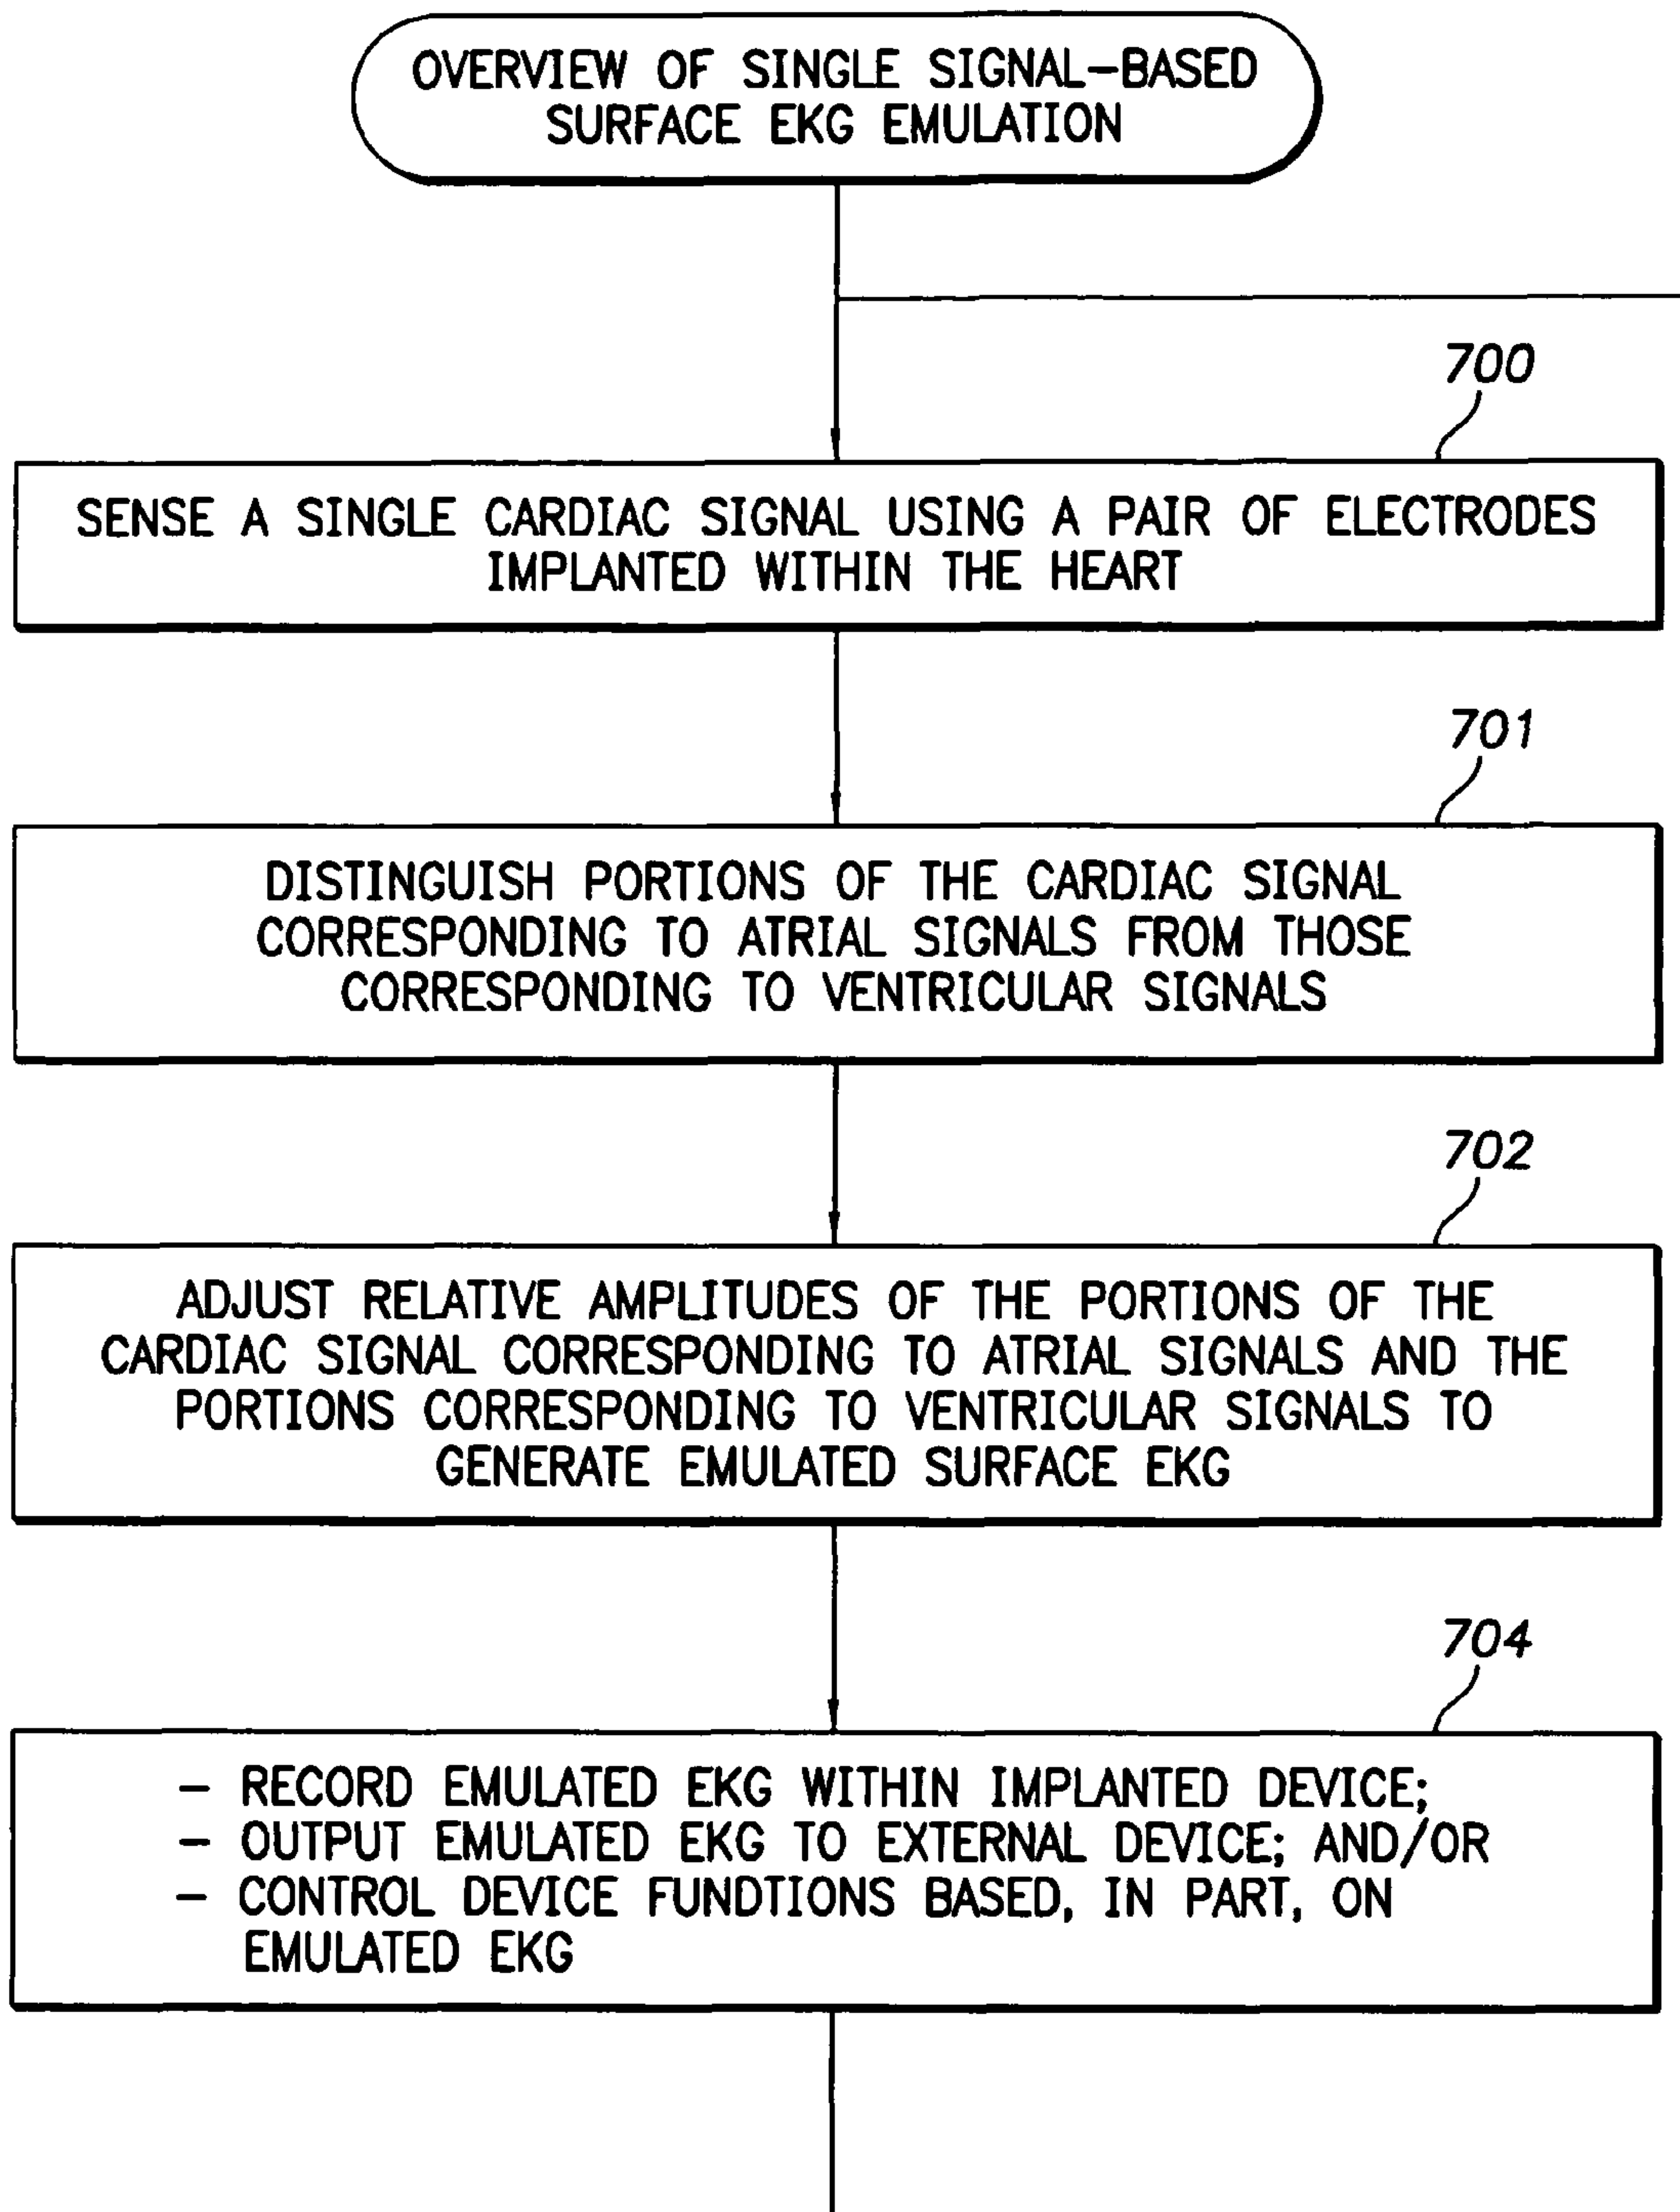 OVERVIEW OF SINGLE SIGNAL-BASED
SURFACE EKG EMULATION
700
SENSE A SINGLE CARDIAC SIGNAL USING A PAIR OF ELECTRODES
IMPLANTED WITHIN THE HEART
701
DISTINGUISH PORTIONS OF THE CARDIAC SIGNAL
CORRESPONDING TO ATRIAL SIGNALS FROM THOSE
CORRESPONDING TO VENTRICULAR SIGNALS
702
ADJUST RELATIVE AMPLITUDES OF THE PORTIONS OF THE
CARDIAC SIGNAL CORRESPONDING TO ATRIAL SIGNALS AND THE
PORTIONS CORRESPONDING TO VENTRICULAR SIGNALS TO
GENERATE EMULATED SURFACE EKG
704
- RECORD EMULATED EKG WITHIN IMPLANTED DEVICE;
- OUTPUT EMULATED EKG TO EXTERNAL DEVICE; AND/OR
- CONTROL DEVICE FUNDTIONS BASED, IN PART, ON
EMULATED EKG